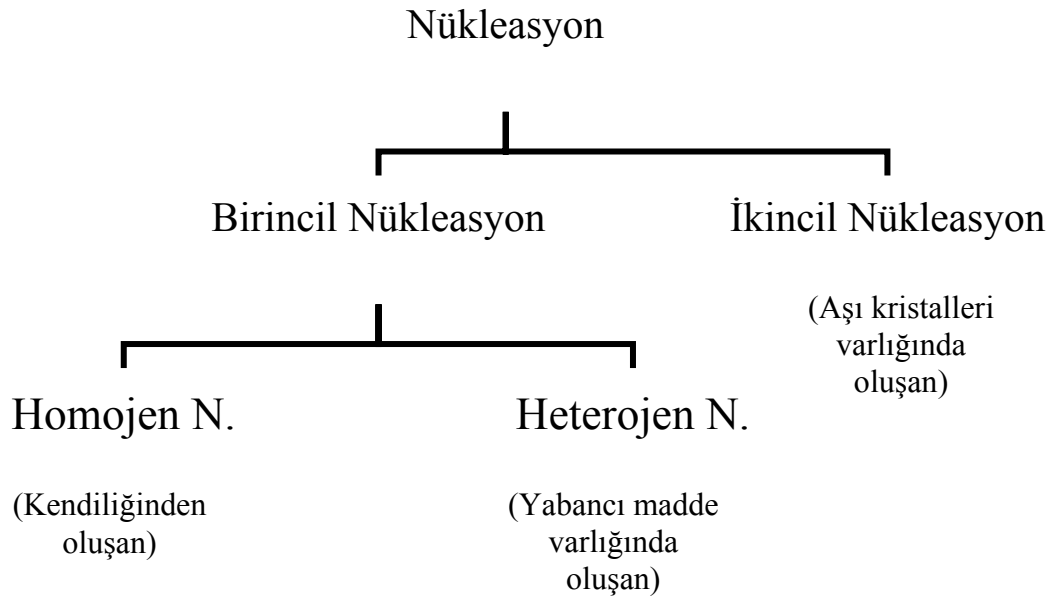 Nükleasyon
Birincil Nükleasyon
İkincil Nükleasyon
(Aşı kristalleri
varlığında
oluşan)
Homojen N.
Heterojen N.
(Kendiliğinden
oluşan)
(Yabancı madde
varlığında
oluşan)